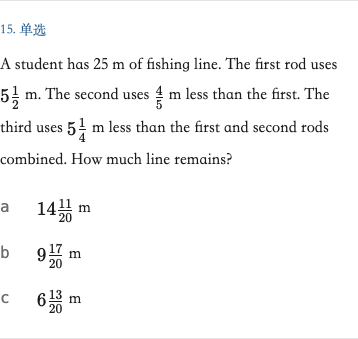 15. 单选
A student has 25 m of fishing line. The first rod uses
5 1/2 m. The second uses 4/5 m less than the first. The
third uses 5 1/4 m less than the first and second rods
combined. How much line remains?
a 14 11/20 m
b 9 17/20 m
c 6 13/20 m